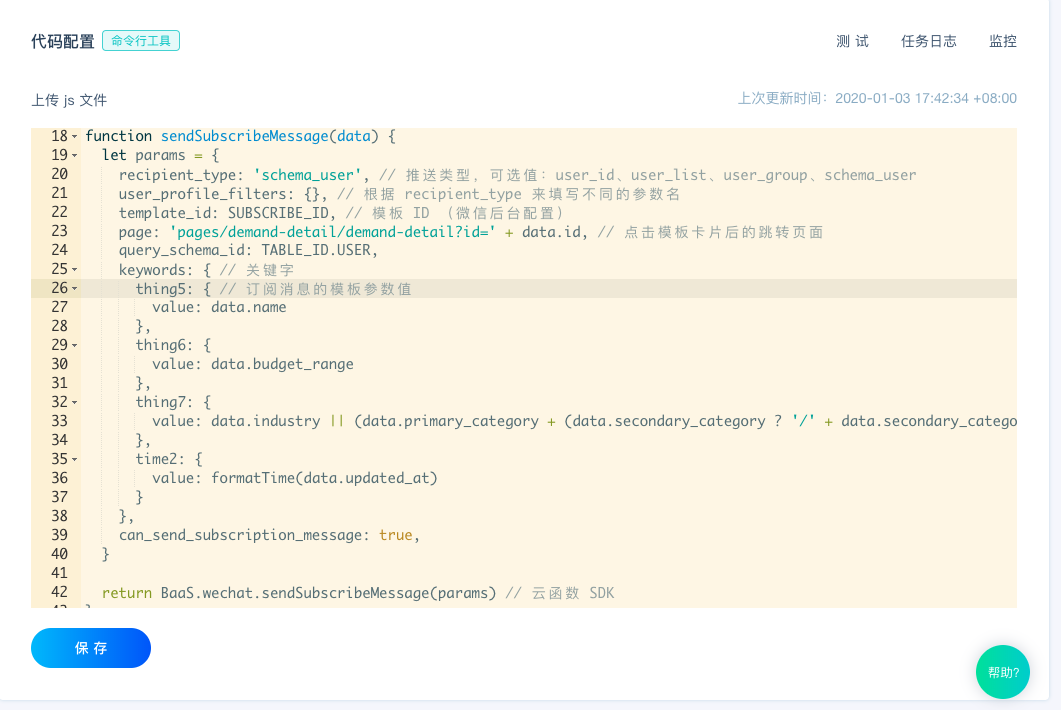 代码配置 命令行工具 测 试 任务日志 监控
上传 js 文件 上次更新时间：2020-01-03 17:42:34 +08:00
18 function sendSubscribeMessage(data) {
19 let params = {
20 recipient_type: 'schema_user', // 推送类型，可选值：user_id、user_list、user_group、schema_user
21 user_profile_filters: {}, // 根据 recipient_type 来填写不同的参数名
22 template_id: SUBSCRIBE_ID, // 模板 ID （微信后台配置）
23 page: 'pages/demand-detail/demand-detail?id=' + data.id, // 点击模板卡片后的跳转页面
24 query_schema_id: TABLE_ID.USER,
25 keywords: { // 关键字
26 thing5: { // 订阅消息的模板参数值
27 value: data.name
28 },
29 thing6: {
30 value: data.budget_range
31 },
32 thing7: {
33 value: data.industry || (data.primary_category + (data.secondary_category ? '/' + data.secondary_catego
34 },
35 time2: {
36 value: formatTime(data.updated_at)
37 }
38 },
39 can_send_subscription_message: true,
40 }
41
42 return BaaS.wechat.sendSubscribeMessage(params) // 云函数 SDK
保 存
帮助?